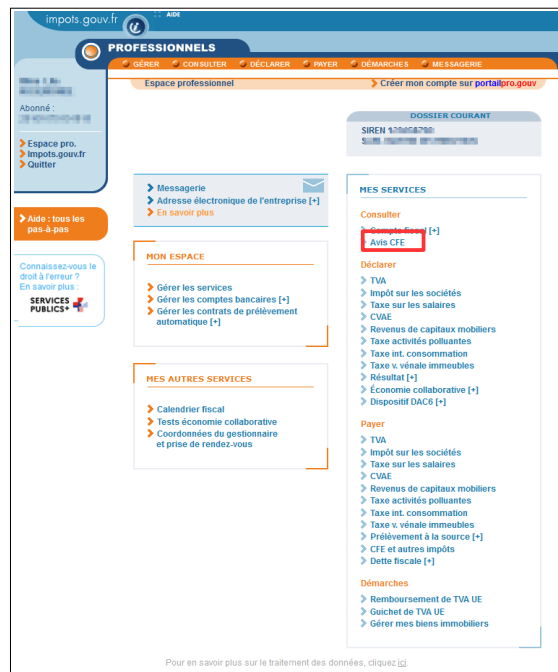 impots.gouv.fr
AIDE
PROFESSIONNELS
GÉRER CONSULTER DÉCLARER PAYER DÉMARCHES MESSAGERIE
Espace professionnel
Créer mon compte sur portailpro.gouv
Abonné :
Espace pro.
Impots.gouv.fr
Quitter
Aide : tous les
pas-à-pas
Connaissez-vous le
droit à l'erreur ?
En savoir plus :
SERVICES
PUBLICS+
Messagerie
Adresse électronique de l'entreprise [+]
En savoir plus
MON ESPACE
Gérer les services
Gérer les comptes bancaires [+]
Gérer les contrats de prélèvement
automatique [+]
MES AUTRES SERVICES
Calendrier fiscal
Tests économie collaborative
Coordonnées du gestionnaire
et prise de rendez-vous
DOSSIER COURANT
SIREN
MES SERVICES
Consulter
Compte fiscal [+]
Avis CFE
Déclarer
TVA
Impôt sur les sociétés
Taxe sur les salaires
CVAE
Revenus de capitaux mobiliers
Taxe activités polluantes
Taxe int. consommation
Taxe v. vénale immeubles
Résultat [+]
Économie collaborative [+]
Dispositif DAC6 [+]
Payer
TVA
Impôt sur les sociétés
Taxe sur les salaires
CVAE
Revenus de capitaux mobiliers
Taxe activités polluantes
Taxe int. consommation
Taxe v. vénale immeubles
Prélèvement à la source [+]
CFE et autres impôts
Dette fiscale [+]
Démarches
Remboursement de TVA UE
Guichet de TVA UE
Gérer mes biens immobiliers
Pour en savoir plus sur le traitement des données, cliquez ici.